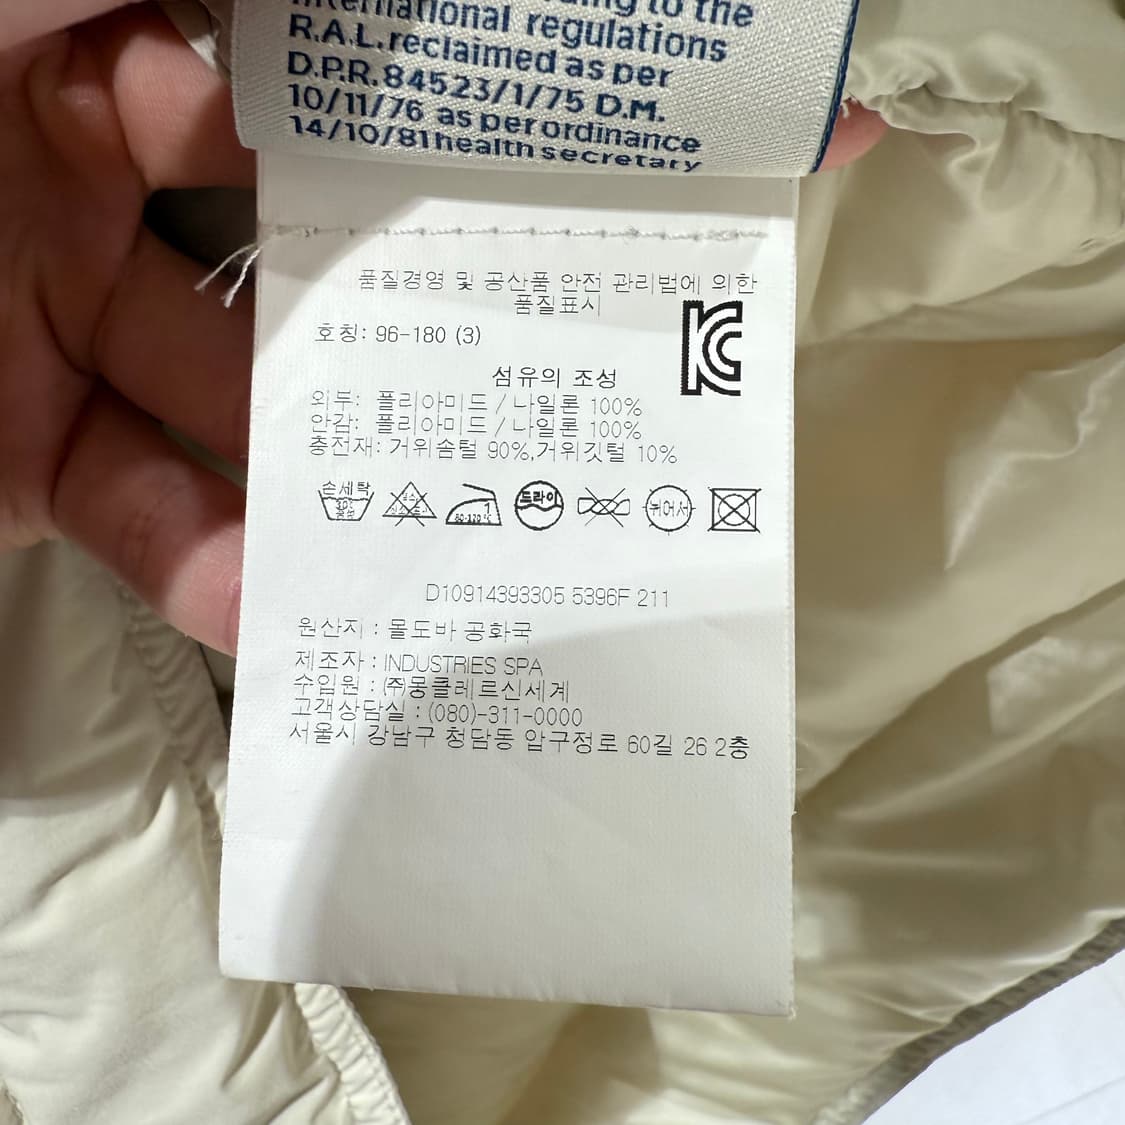 to the
international regulations
R.A.L. reclaimed as per
D.P.R. 84523/1/75 D.M.
10/11/76 as per ordinance
14/10/81 health secretary
품질경영 및 공산품 안전 관리법에 의한
품질표시
호칭: 96-180 (3)
섬유의 조성
외부: 폴리아미드 / 나일론 100%
안감: 폴리아미드 / 나일론 100%
충전재: 거위솜털 90%,거위깃털 10%
손세탁 드라이 뉘어서
D10914393305 5396F 211
원산지 : 몰도바 공화국
제조자 : INDUSTRIES SPA
수입원 : ㈜몽클레르신세계
고객상담실 : (080)-311-0000
서울시 강남구 청담동 압구정로 60길 26 2층